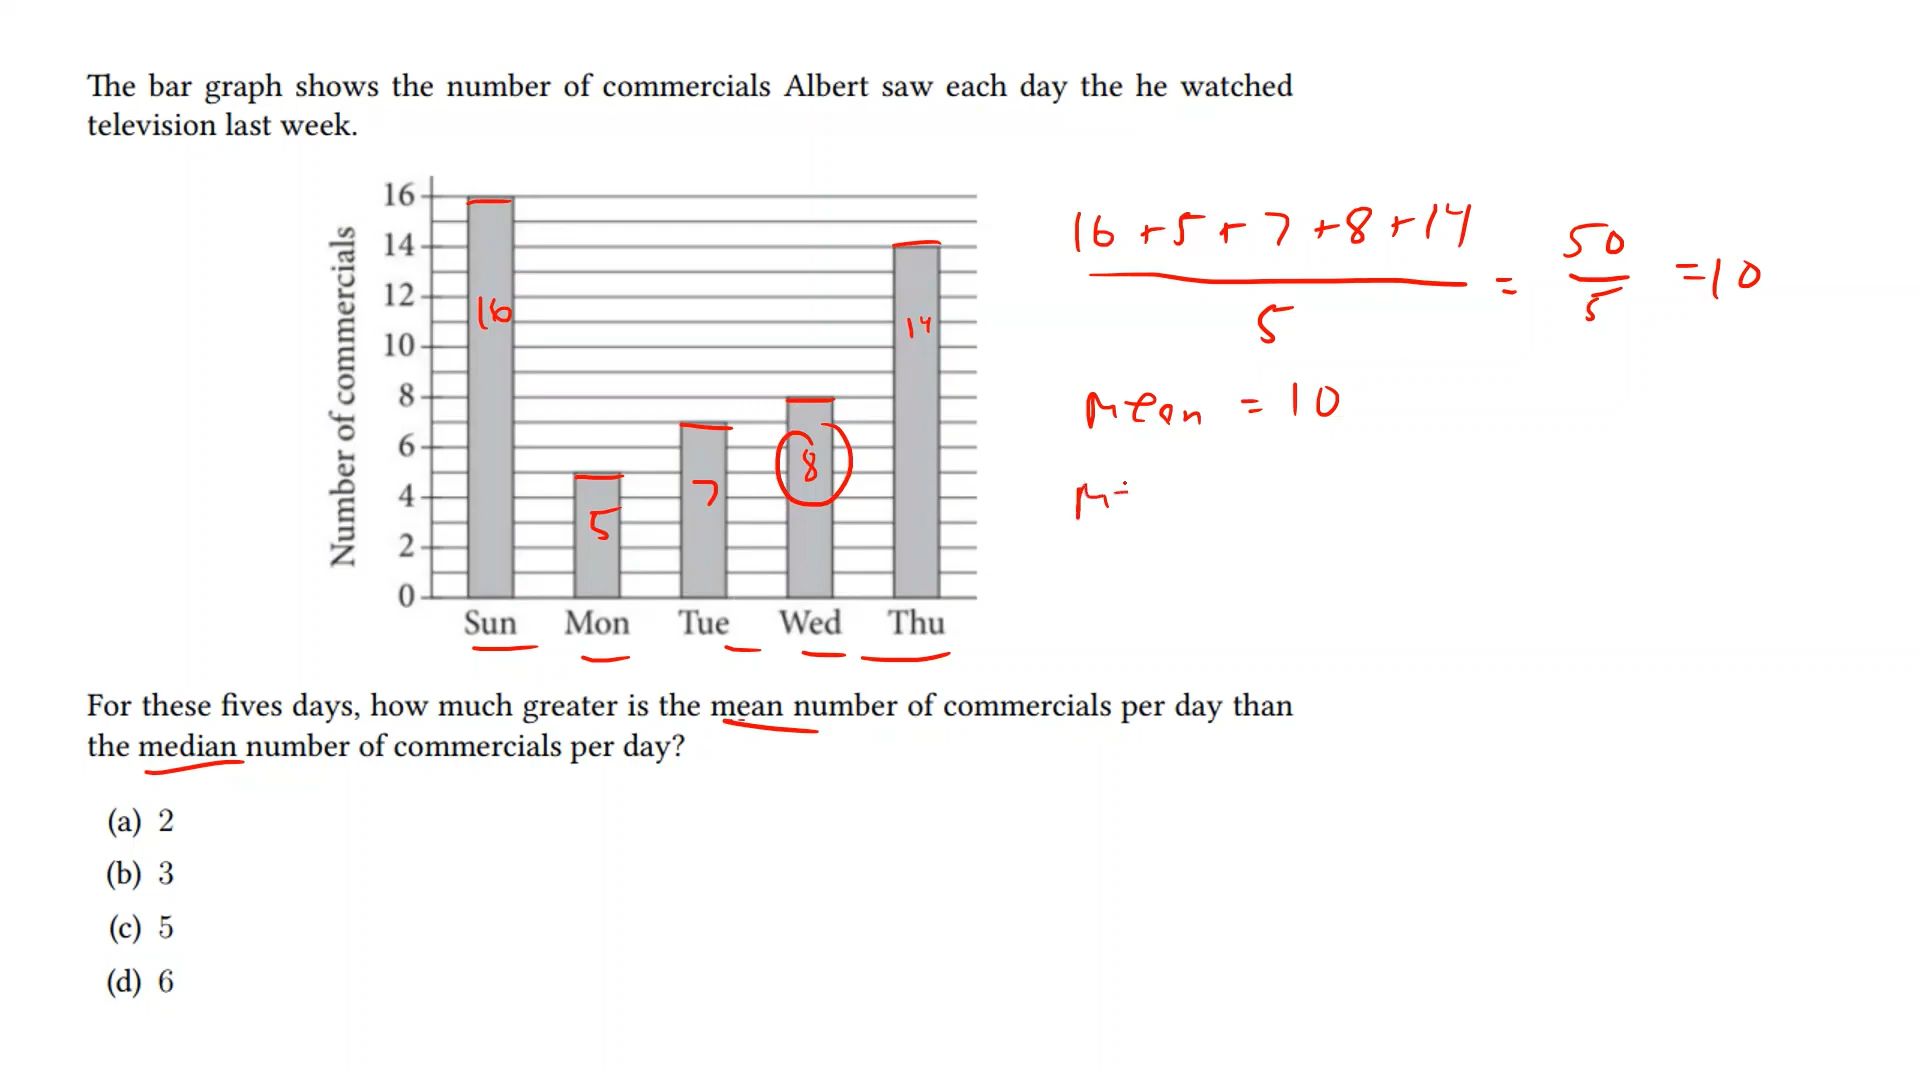 The bar graph shows the number of commercials Albert saw each day the he watched
television last week.
Number of commercials
16
14
12
10
8
6
4
2
0
16
5
7
8
14
Sun Mon Tue Wed Thu
16 + 5 + 7 + 8 + 14
5
=
50
5
= 10
mean = 10
For these fives days, how much greater is the mean number of commercials per day than
the median number of commercials per day?
(a) 2
(b) 3
(c) 5
(d) 6